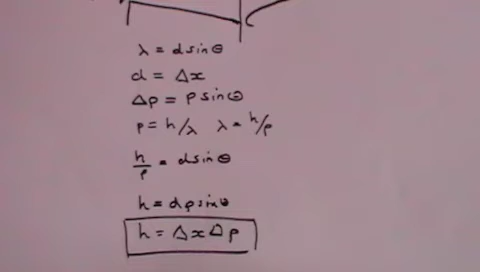 λ = d sin θ
d = Δx
Δp = p sin θ
p = h/λ λ = h/p
h/p = d sin θ
h = d p sin θ
h = Δx Δp